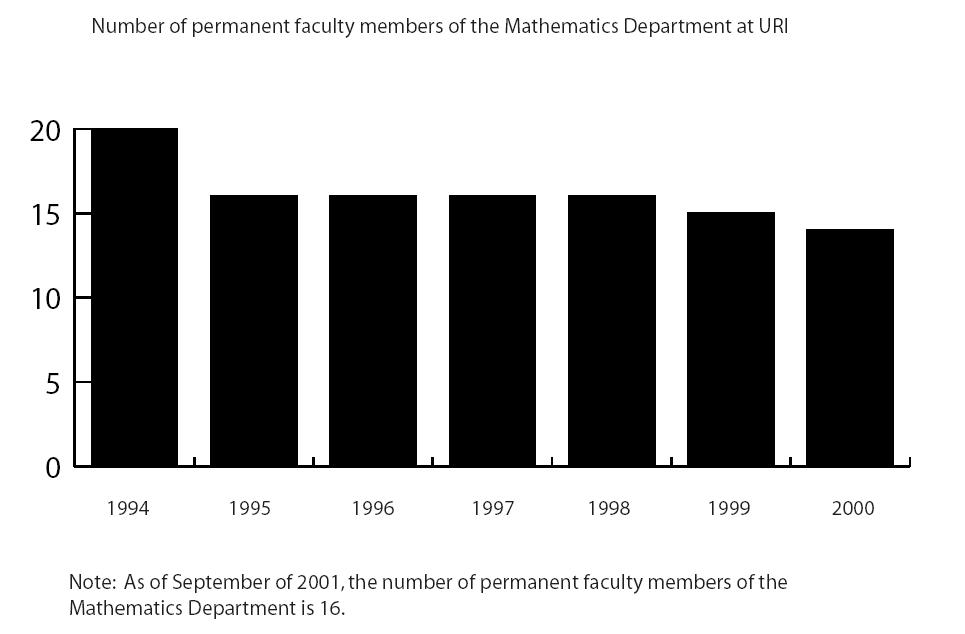 Number of permanent faculty members of the Mathematics Department at URI
20
15
10
5
0
1994 1995 1996 1997 1998 1999 2000
Note: As of September of 2001, the number of permanent faculty members of the
Mathematics Department is 16.